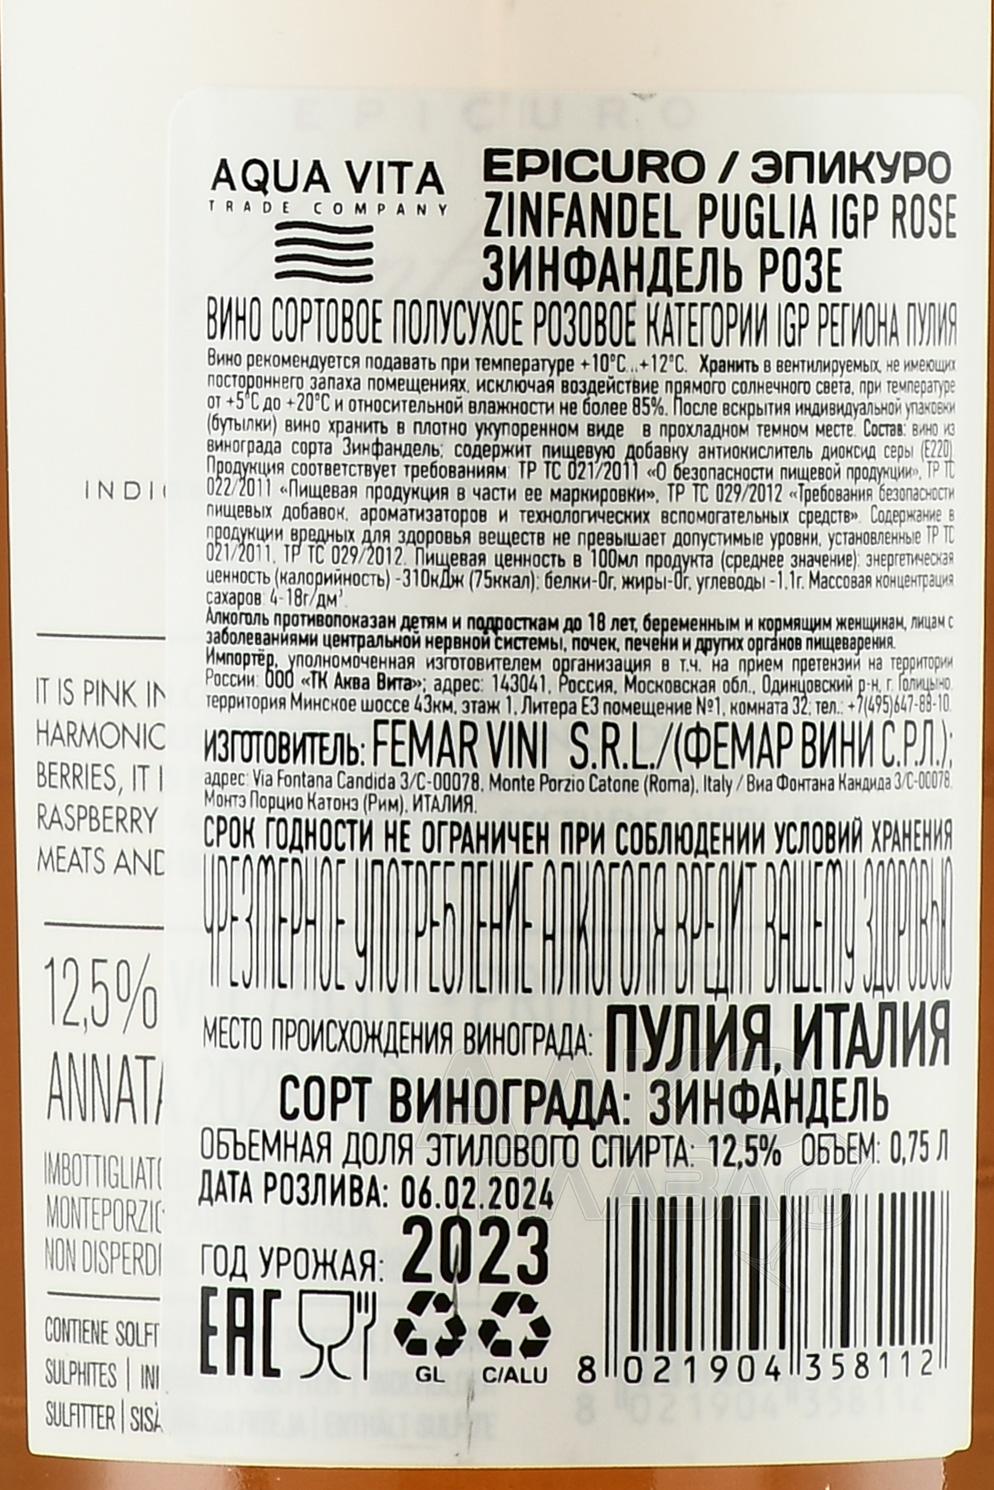 EPICURO
AQUA VITA
TRADE COMPANY
EPICURO / ЭПИКУРО
ZINFANDEL PUGLIA IGP ROSE
ЗИНФАНДЕЛЬ РОЗЕ
ВИНО СОРТОВОЕ ПОЛУСУХОЕ РОЗОВОЕ КАТЕГОРИИ IGP РЕГИОНА ПУЛИЯ
Вино рекомендуется подавать при температуре +10°С...+12°С. Хранить в вентилируемых, не имеющих
постороннего запаха помещениях, исключая воздействие прямого солнечного света, при температуре
от +5°С до +20°С и относительной влажности не более 85%. После вскрытия индивидуальной упаковки
(бутылки) вино хранить в плотно укупоренном виде в прохладном темном месте. Состав: вино из
винограда сорта Зинфандель; содержит пищевую добавку антиокислитель диоксид серы (Е220).
Продукция соответствует требованиям ТР ТС 021/2011 «О безопасности пищевой продукции», ТР ТС
022/2011 «Пищевая продукция в части ее маркировки», ТР ТС 029/2012 «Требования безопасности
пищевых добавок, ароматизаторов и технологических вспомогательных средств». Содержание в
продукции вредных для здоровья веществ не превышает допустимые уровни, установленные ТР ТС
021/2011, ТР ТС 029/2012. Пищевая ценность в 100мл продукта (среднее значение): энергетическая
ценность (калорийность) -310кДж (75ккал); белки-0г, жиры-0г, углеводы -1,1г. Массовая концентрация
сахаров: 4-18г/дм³
Алкоголь противопоказан детям и подросткам до 18 лет, беременным и кормящим женщинам, лицам с
заболеваниями центральной нервной системы, почек, печени и других органов пищеварения.
Импортёр, уполномоченная изготовителем организация в т.ч. на прием претензий на территории
России: ООО «ТК Аква Вита»; адрес: 143041, Россия, Московская обл., Одинцовский р-н, г. Голицыно,
территория Минское шоссе 43км, этаж 1, Литера Е3 помещение №1, комната 32, тел.: +7(495)647-88-10.
ИЗГОТОВИТЕЛЬ: FEMAR VINI S.R.L./(ФЕМАР ВИНИ С.Р.Л.);
адрес: Via Fontana Candida 3/C-00078, Monte Porzio Catone (Roma), Italy / Виа Фонтана Кандида 3/С-00078,
Монтэ Порцио Катонэ (Рим), ИТАЛИЯ.
СРОК ГОДНОСТИ НЕ ОГРАНИЧЕН ПРИ СОБЛЮДЕНИИ УСЛОВИЙ ХРАНЕНИЯ
ЧРЕЗМЕРНОЕ УПОТРЕБЛЕНИЕ АЛКОГОЛЯ ВРЕДИТ ВАШЕМУ ЗДОРОВЬЮ
МЕСТО ПРОИСХОЖДЕНИЯ ВИНОГРАДА: ПУЛИЯ, ИТАЛИЯ
СОРТ ВИНОГРАДА: ЗИНФАНДЕЛЬ
ОБЪЕМНАЯ ДОЛЯ ЭТИЛОВОГО СПИРТА: 12,5% ОБЪЕМ: 0,75 Л
ДАТА РОЗЛИВА: 06.02.2024
ГОД УРОЖАЯ: 2023
EAC
GL C/ALU
8 021904 358112
INDI
IT IS PINK IN
HARMONIC
BERRIES, IT I
RASPBERRY
MEATS AND
12,5%
ANNATA
IMBOTTIGLIATO
MONTEPORZIO
NON DISPERDE
CONTIENE SOLFI
SULPHITES | INI
SULFITTER | SISÄ